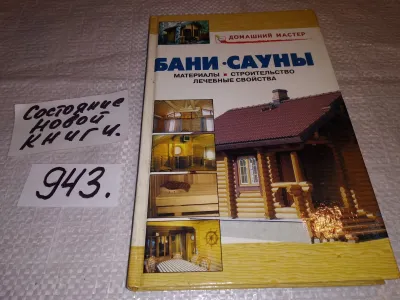 ДОМАШНИЙ МАСТЕР
БАНИ•САУНЫ
МАТЕРИАЛЫ • СТРОИТЕЛЬСТВО
ЛЕЧЕБНЫЕ СВОЙСТВА
Состояние
новой
книги.
943.